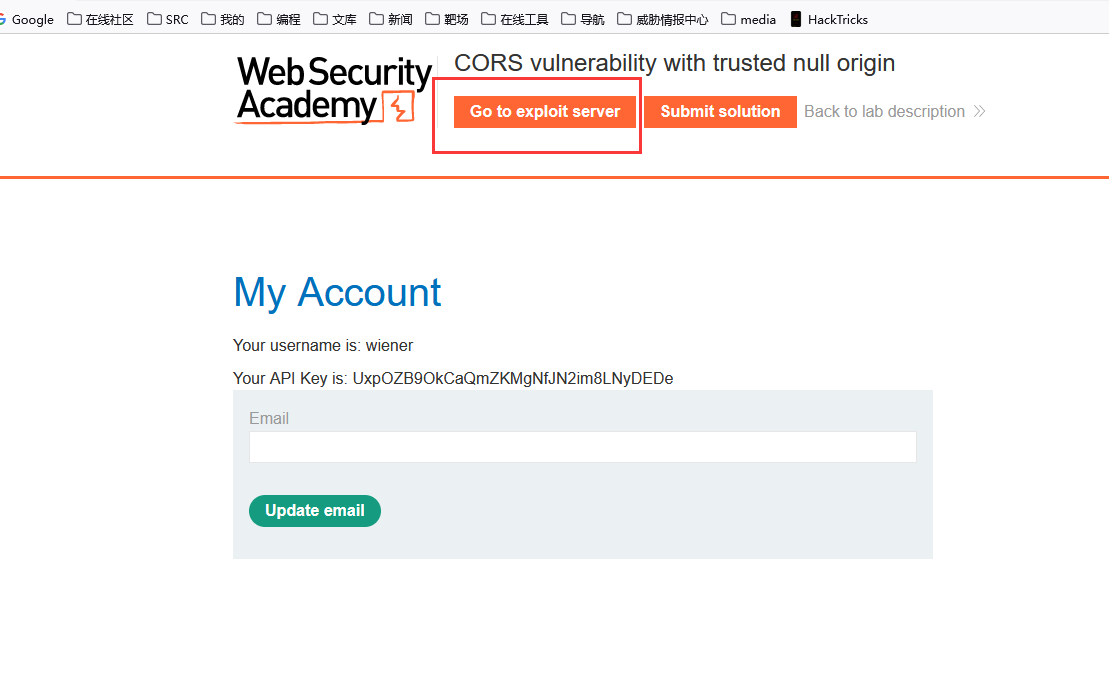 Google 在线社区 SRC 我的 编程 文库 新闻 靶场 在线工具 导航 威胁情报中心 media HackTricks
CORS vulnerability with trusted null origin
Web Security
Academy
Go to exploit server Submit solution Back to lab description
My Account
Your username is: wiener
Your API Key is: UxpOZB9OkCaQmZKMgNfJN2im8LNyDEDe
Email
Update email